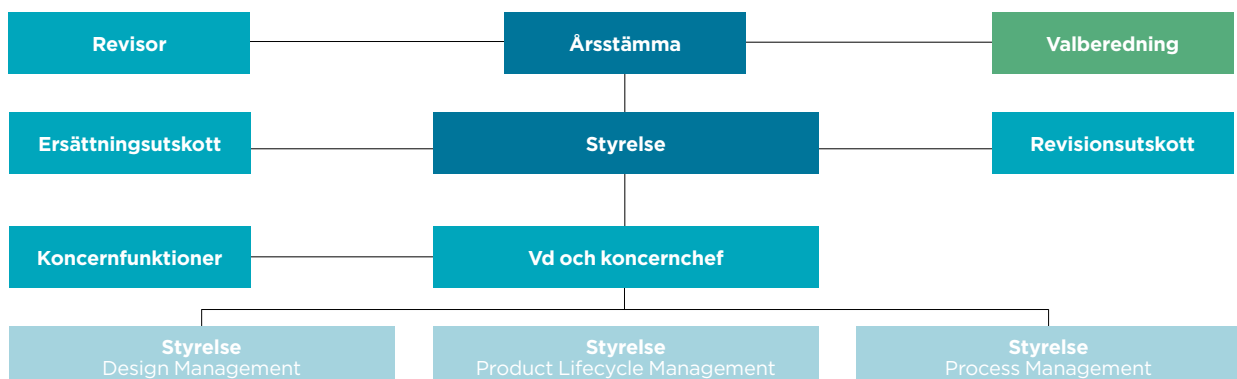 Revisor
Årsstämma
Valberedning
Ersättningsutskott
Styrelse
Revisionsutskott
Koncernfunktioner
Vd och koncernchef
Styrelse
Design Management
Styrelse
Product Lifecycle Management
Styrelse
Process Management